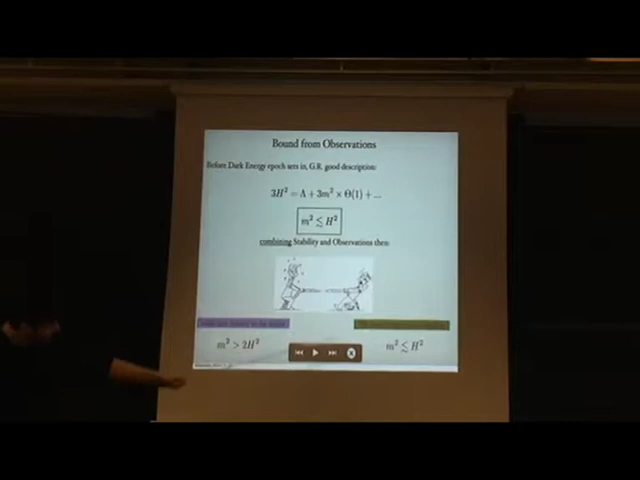 Bound from Observations
Before Dark Energy epoch sets in, G.R. good description:
3H² = Λ + 3m² × Θ(1) + ...
m² ≲ H²
combining Stability and Observations then:
m² > 2H²
m² ≲ H²